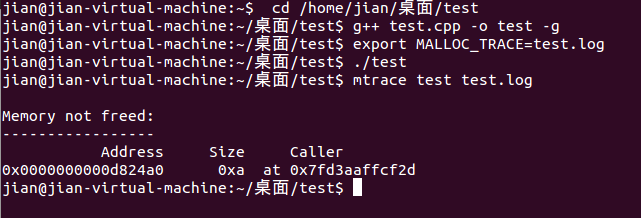 jian@jian-virtual-machine:~$  cd /home/jian/桌面/test
jian@jian-virtual-machine:~/桌面/test$ g++ test.cpp -o test -g
jian@jian-virtual-machine:~/桌面/test$ export MALLOC_TRACE=test.log
jian@jian-virtual-machine:~/桌面/test$ ./test
jian@jian-virtual-machine:~/桌面/test$ mtrace test test.log
Memory not freed:
-----------------
Address     Size     Caller
0x0000000000d824a0      0xa  at 0x7fd3aaffcf2d
jian@jian-virtual-machine:~/桌面/test$